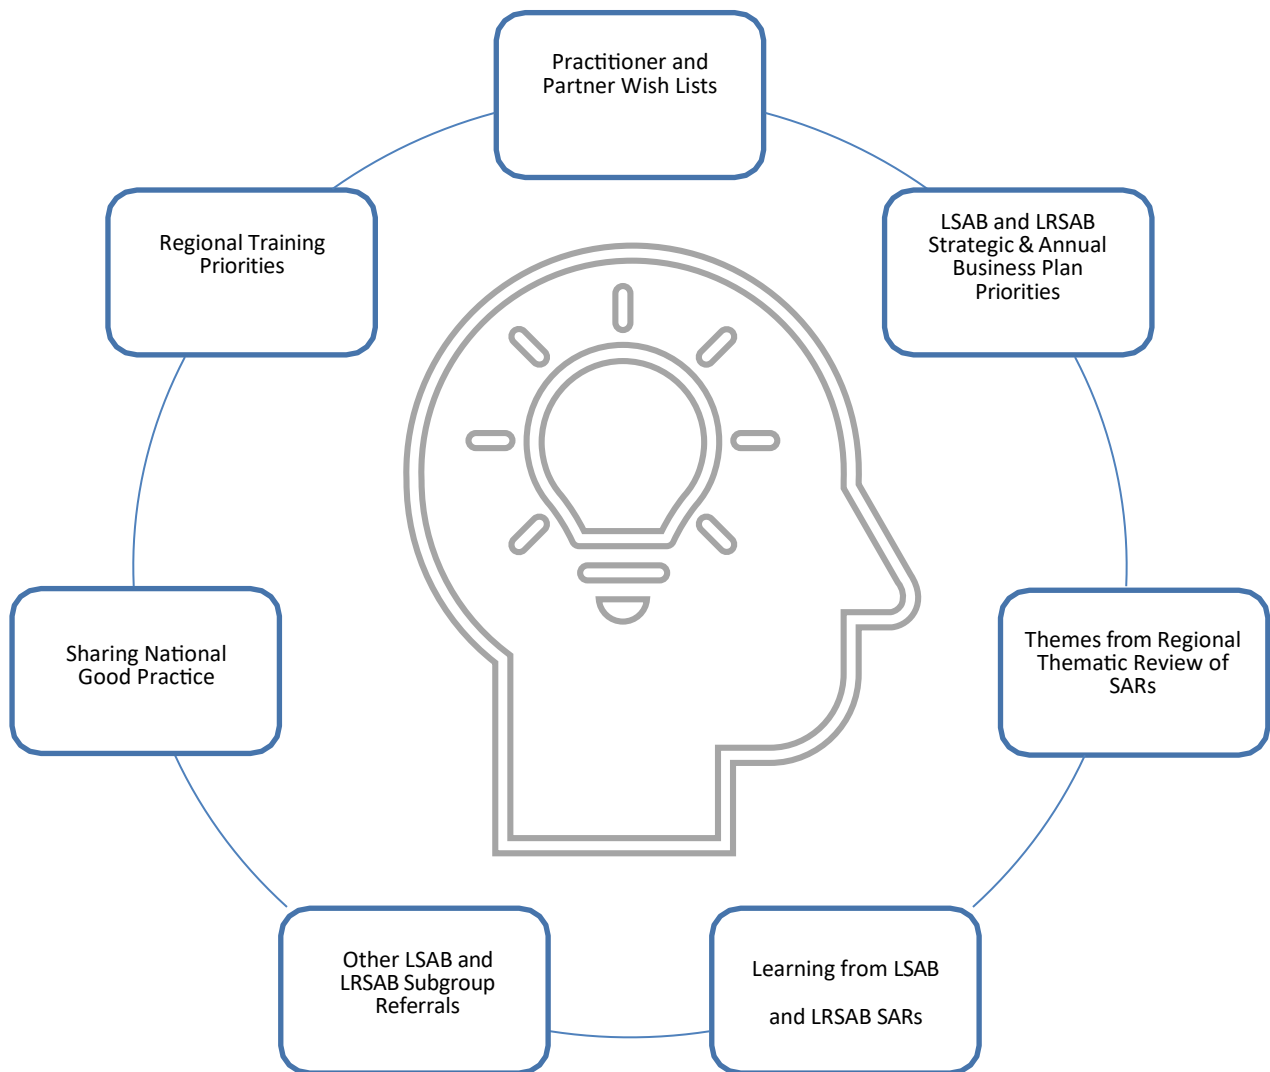 Practitioner and
Partner Wish Lists
LSAB and LRSAB
Strategic & Annual
Business Plan
Priorities
Themes from Regional
Thematic Review of
SARs
Learning from LSAB
and LRSAB SARs
Other LSAB and
LRSAB Subgroup
Referrals
Sharing National
Good Practice
Regional Training
Priorities